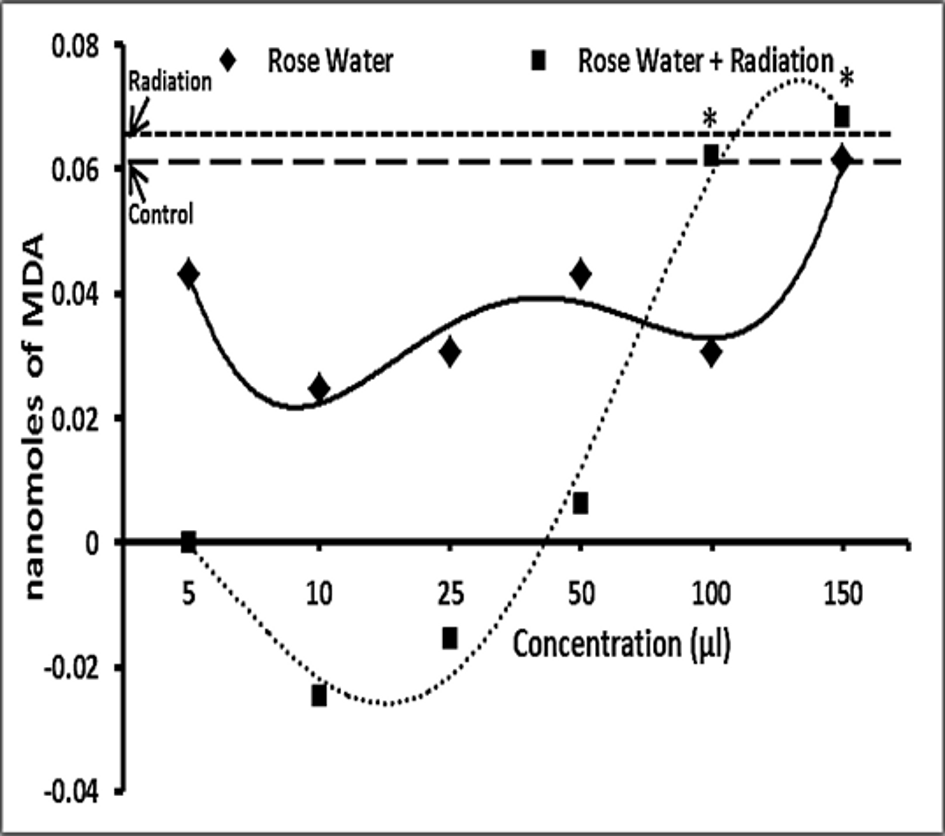 0.08
Rose Water
Rose Water + Radiation
Radiation
*
*
0.06
Control
0.04
0.02
0
-0.02
-0.04
nanomoles of MDA
5 10 25 50 100 150
Concentration (µl)